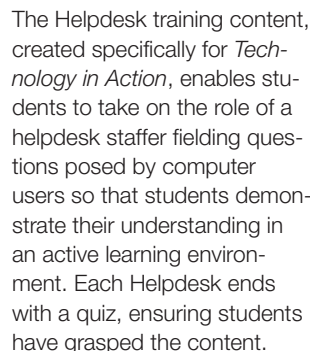 The Helpdesk training content,
created specifically for Tech-
nology in Action, enables stu-
dents to take on the role of a
helpdesk staffer fielding ques-
tions posed by computer
users so that students demon-
strate their understanding in
an active learning environ-
ment. Each Helpdesk ends
with a quiz, ensuring students
have grasped the content.